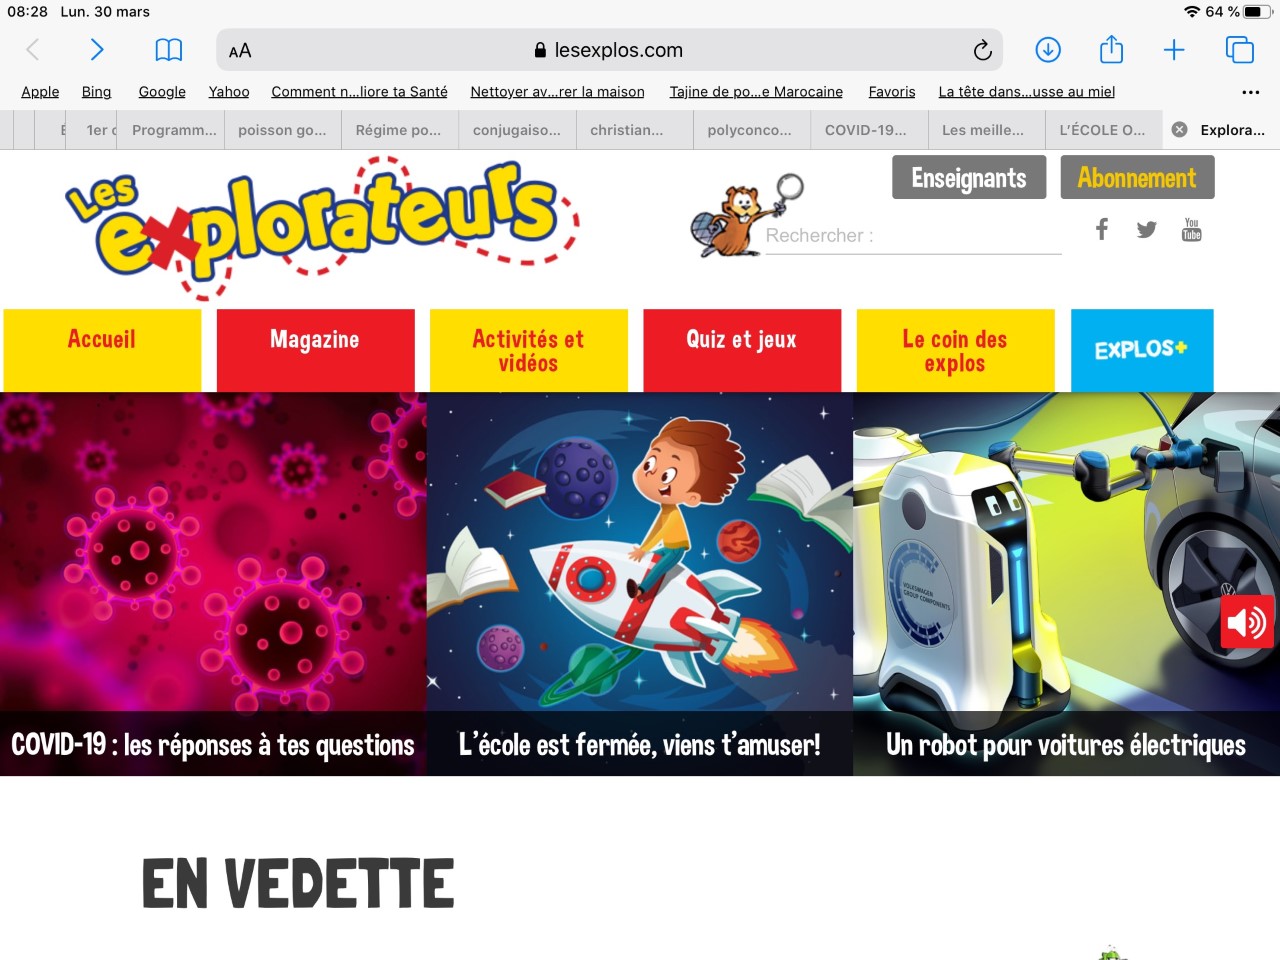 08:28 Lun. 30 mars 64 %
AA lesexplos.com
Apple Bing Google Yahoo Comment n...liore ta Santé Nettoyer av...rer la maison Tajine de po...e Marocaine Favoris La tête dans...usse au miel
1er Programm... poisson go... Régime po... conjugaiso... christian... polyconco... COVID-19... Les meille... L'ÉCOLE O... Explora...
Les explorateurs
Enseignants Abonnement
Rechercher :
You Tube
Accueil Magazine Activités et vidéos Quiz et jeux Le coin des explos EXPLOS+
VOLKSWAGEN
GROUP COMPONENTS
COVID-19 : les réponses à tes questions L'école est fermée, viens t'amuser! Un robot pour voitures électriques
EN VEDETTE